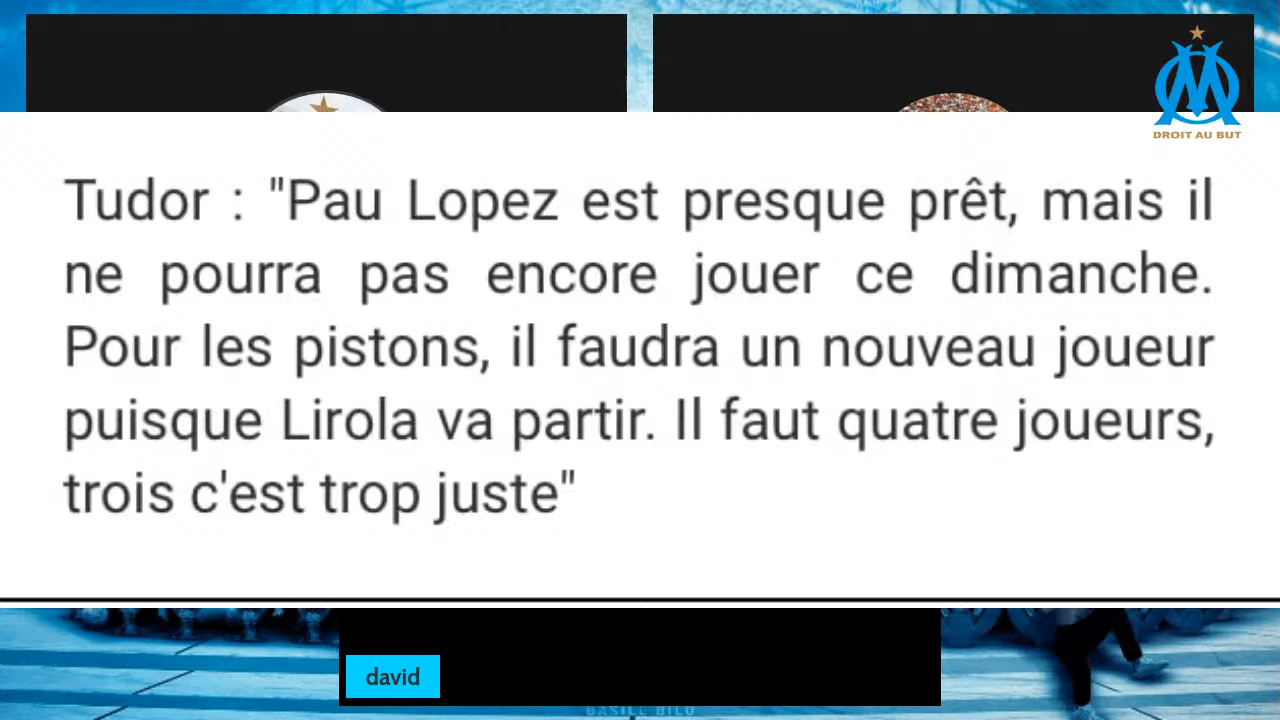 DROIT AU BUT
Tudor : "Pau Lopez est presque prêt, mais il
ne pourra pas encore jouer ce dimanche.
Pour les pistons, il faudra un nouveau joueur
puisque Lirola va partir. Il faut quatre joueurs,
trois c'est trop juste"
david